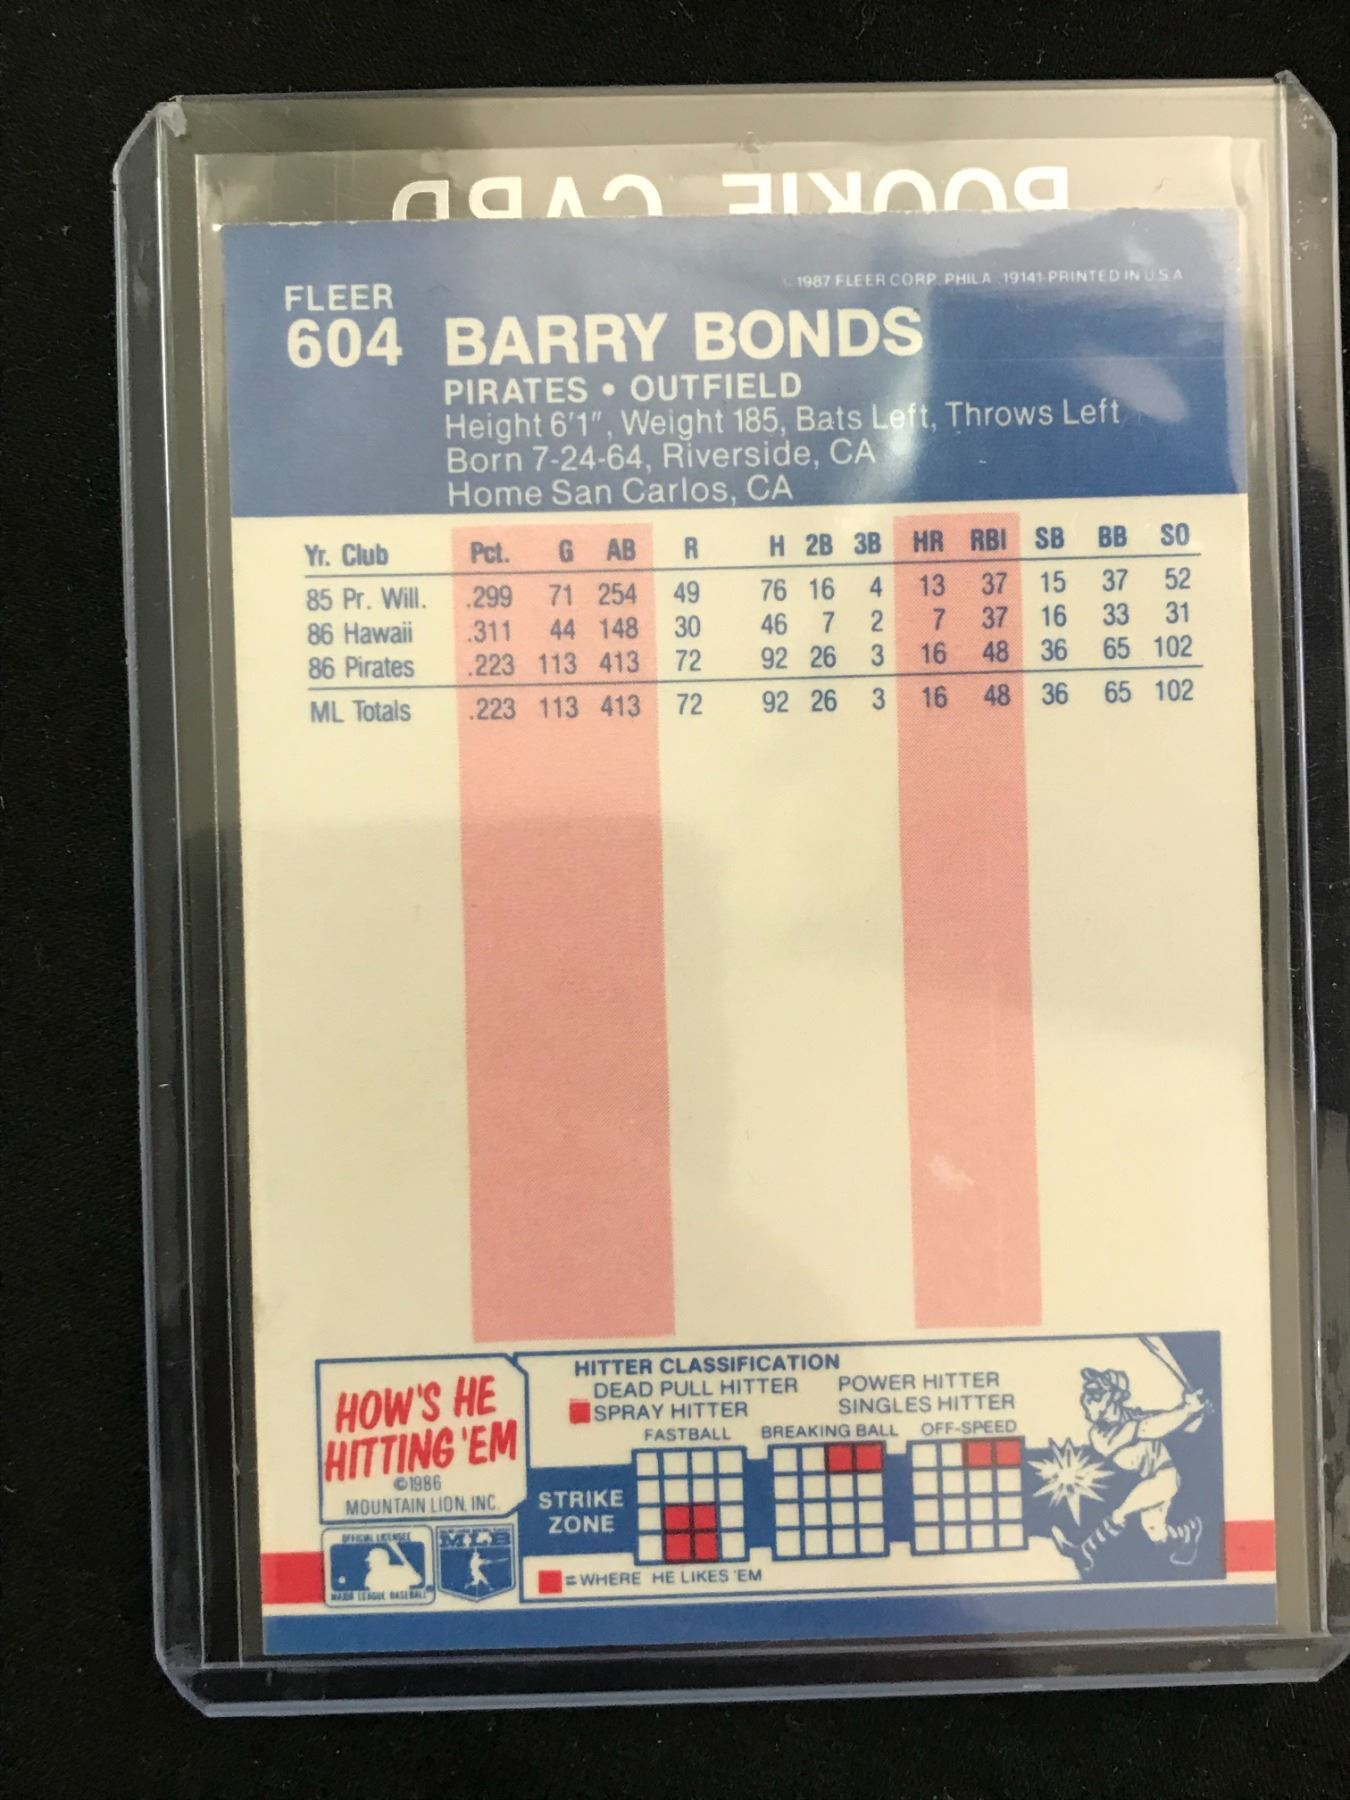 ROOKIE CARD
© 1987 FLEER CORP. PHILA. 19141-PRINTED IN U.S.A
FLEER
604 BARRY BONDS
PIRATES • OUTFIELD
Height 6'1", Weight 185, Bats Left, Throws Left
Born 7-24-64, Riverside, CA
Home San Carlos, CA
Yr. Club Pct. G AB R H 2B 3B HR RBI SB BB SO
85 Pr. Will. .299 71 254 49 76 16 4 13 37 15 37 52
86 Hawaii .311 44 148 30 46 7 2 7 37 16 33 31
86 Pirates .223 113 413 72 92 26 3 16 48 36 65 102
ML Totals .223 113 413 72 92 26 3 16 48 36 65 102
HOW'S HE
HITTING 'EM
©1986
MOUNTAIN LION, INC.
OFFICIAL LICENSEE
MAJOR LEAGUE BASEBALL
MLB
HITTER CLASSIFICATION
DEAD PULL HITTER POWER HITTER
SPRAY HITTER SINGLES HITTER
FASTBALL BREAKING BALL OFF-SPEED
STRIKE
ZONE
= WHERE HE LIKES 'EM